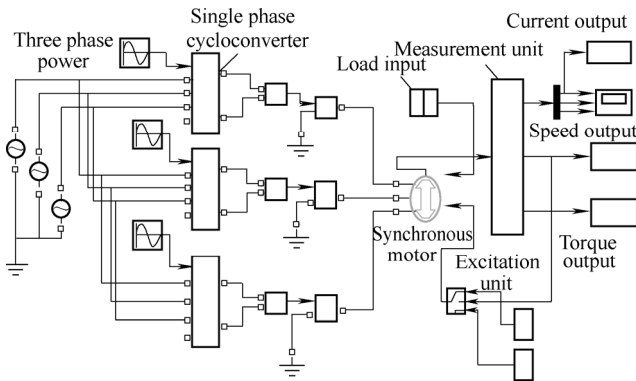 Three phase
power
Single phase
cycloconverter
Load input
Measurement unit
Current output
Speed output
Synchronous
motor
Excitation
unit
Torque
output